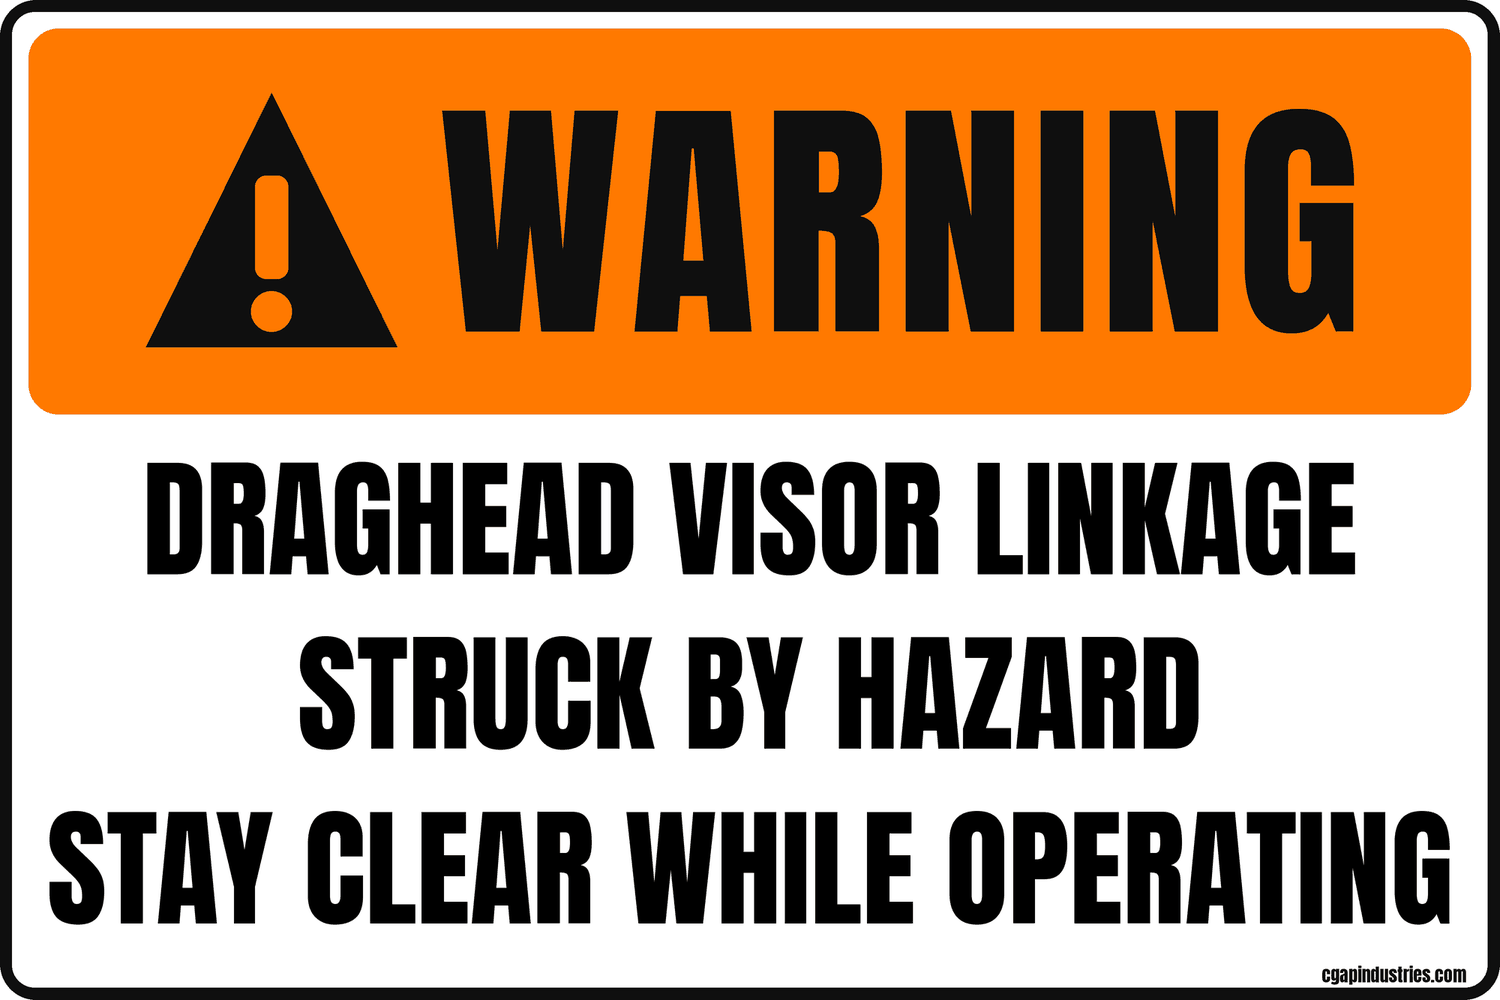 WARNING
DRAGHEAD VISOR LINKAGE
STRUCK BY HAZARD
STAY CLEAR WHILE OPERATING
cgapindustries.com